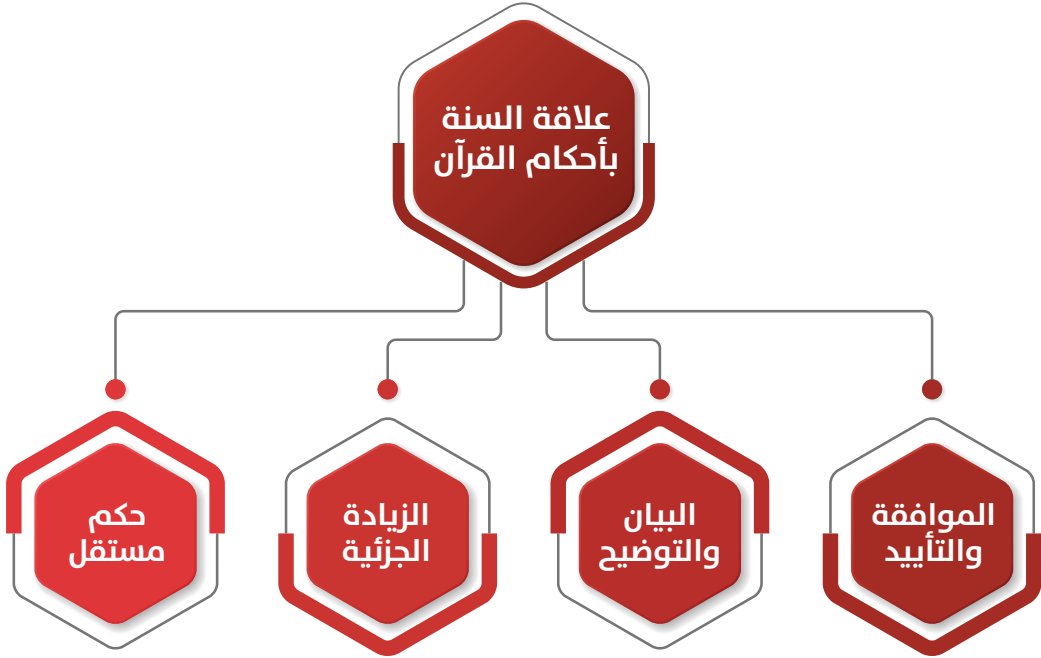 علاقة السنة
بأحكام القرآن
الموافقة
والتأييد
البيان
والتوضيح
الزيادة
الجزئية
حكم
مستقل